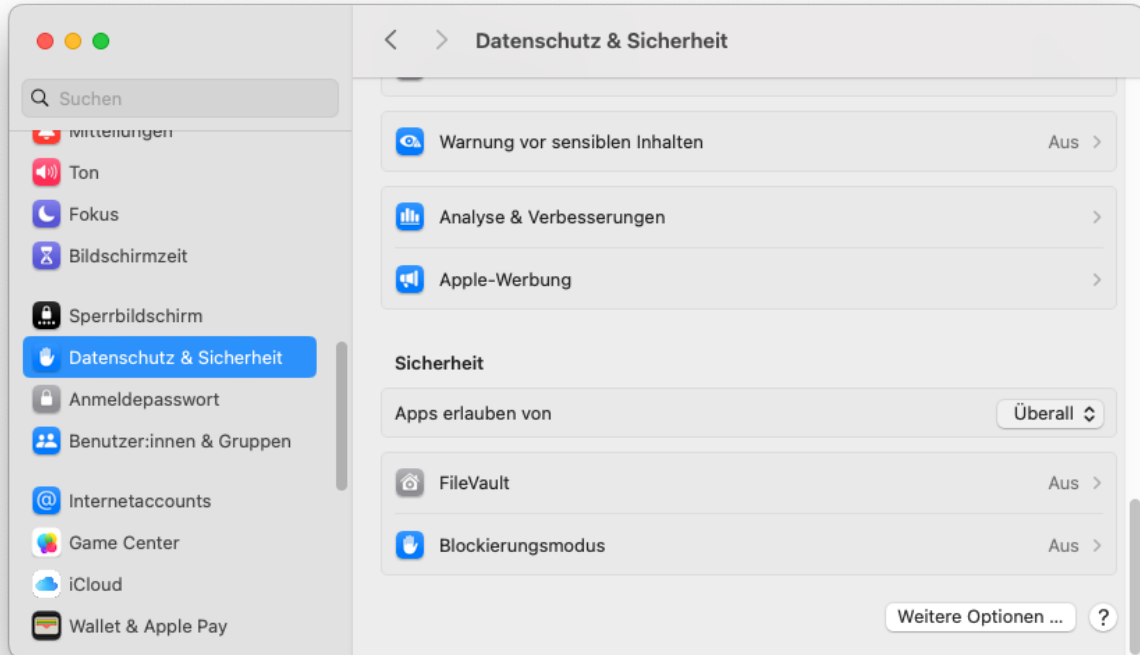 Datenschutz & Sicherheit
Suchen
Mitteilungen
Ton
Fokus
Bildschirmzeit
Sperrbildschirm
Datenschutz & Sicherheit
Anmeldepasswort
Benutzer:innen & Gruppen
Internetaccounts
Game Center
iCloud
Wallet & Apple Pay
Warnung vor sensiblen Inhalten Aus
Analyse & Verbesserungen
Apple-Werbung
Sicherheit
Apps erlauben von Überall
FileVault Aus
Blockierungsmodus Aus
Weitere Optionen ... ?